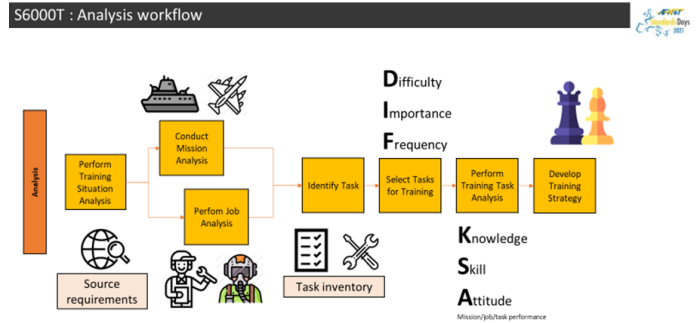 S6000T : Analysis workflow
Standards Days
2021
Difficulty
Importance
Frequency
Analysis
Perform
Training
Situation
Analysis
Conduct
Mission
Analysis
Perfom Job
Analysis
Identify Task
Select Tasks
for Training
Perform
Training Task
Analysis
Develop
Training
Strategy
Source
requirements
Task inventory
Knowledge
Skill
Attitude
Mission/job/task performance